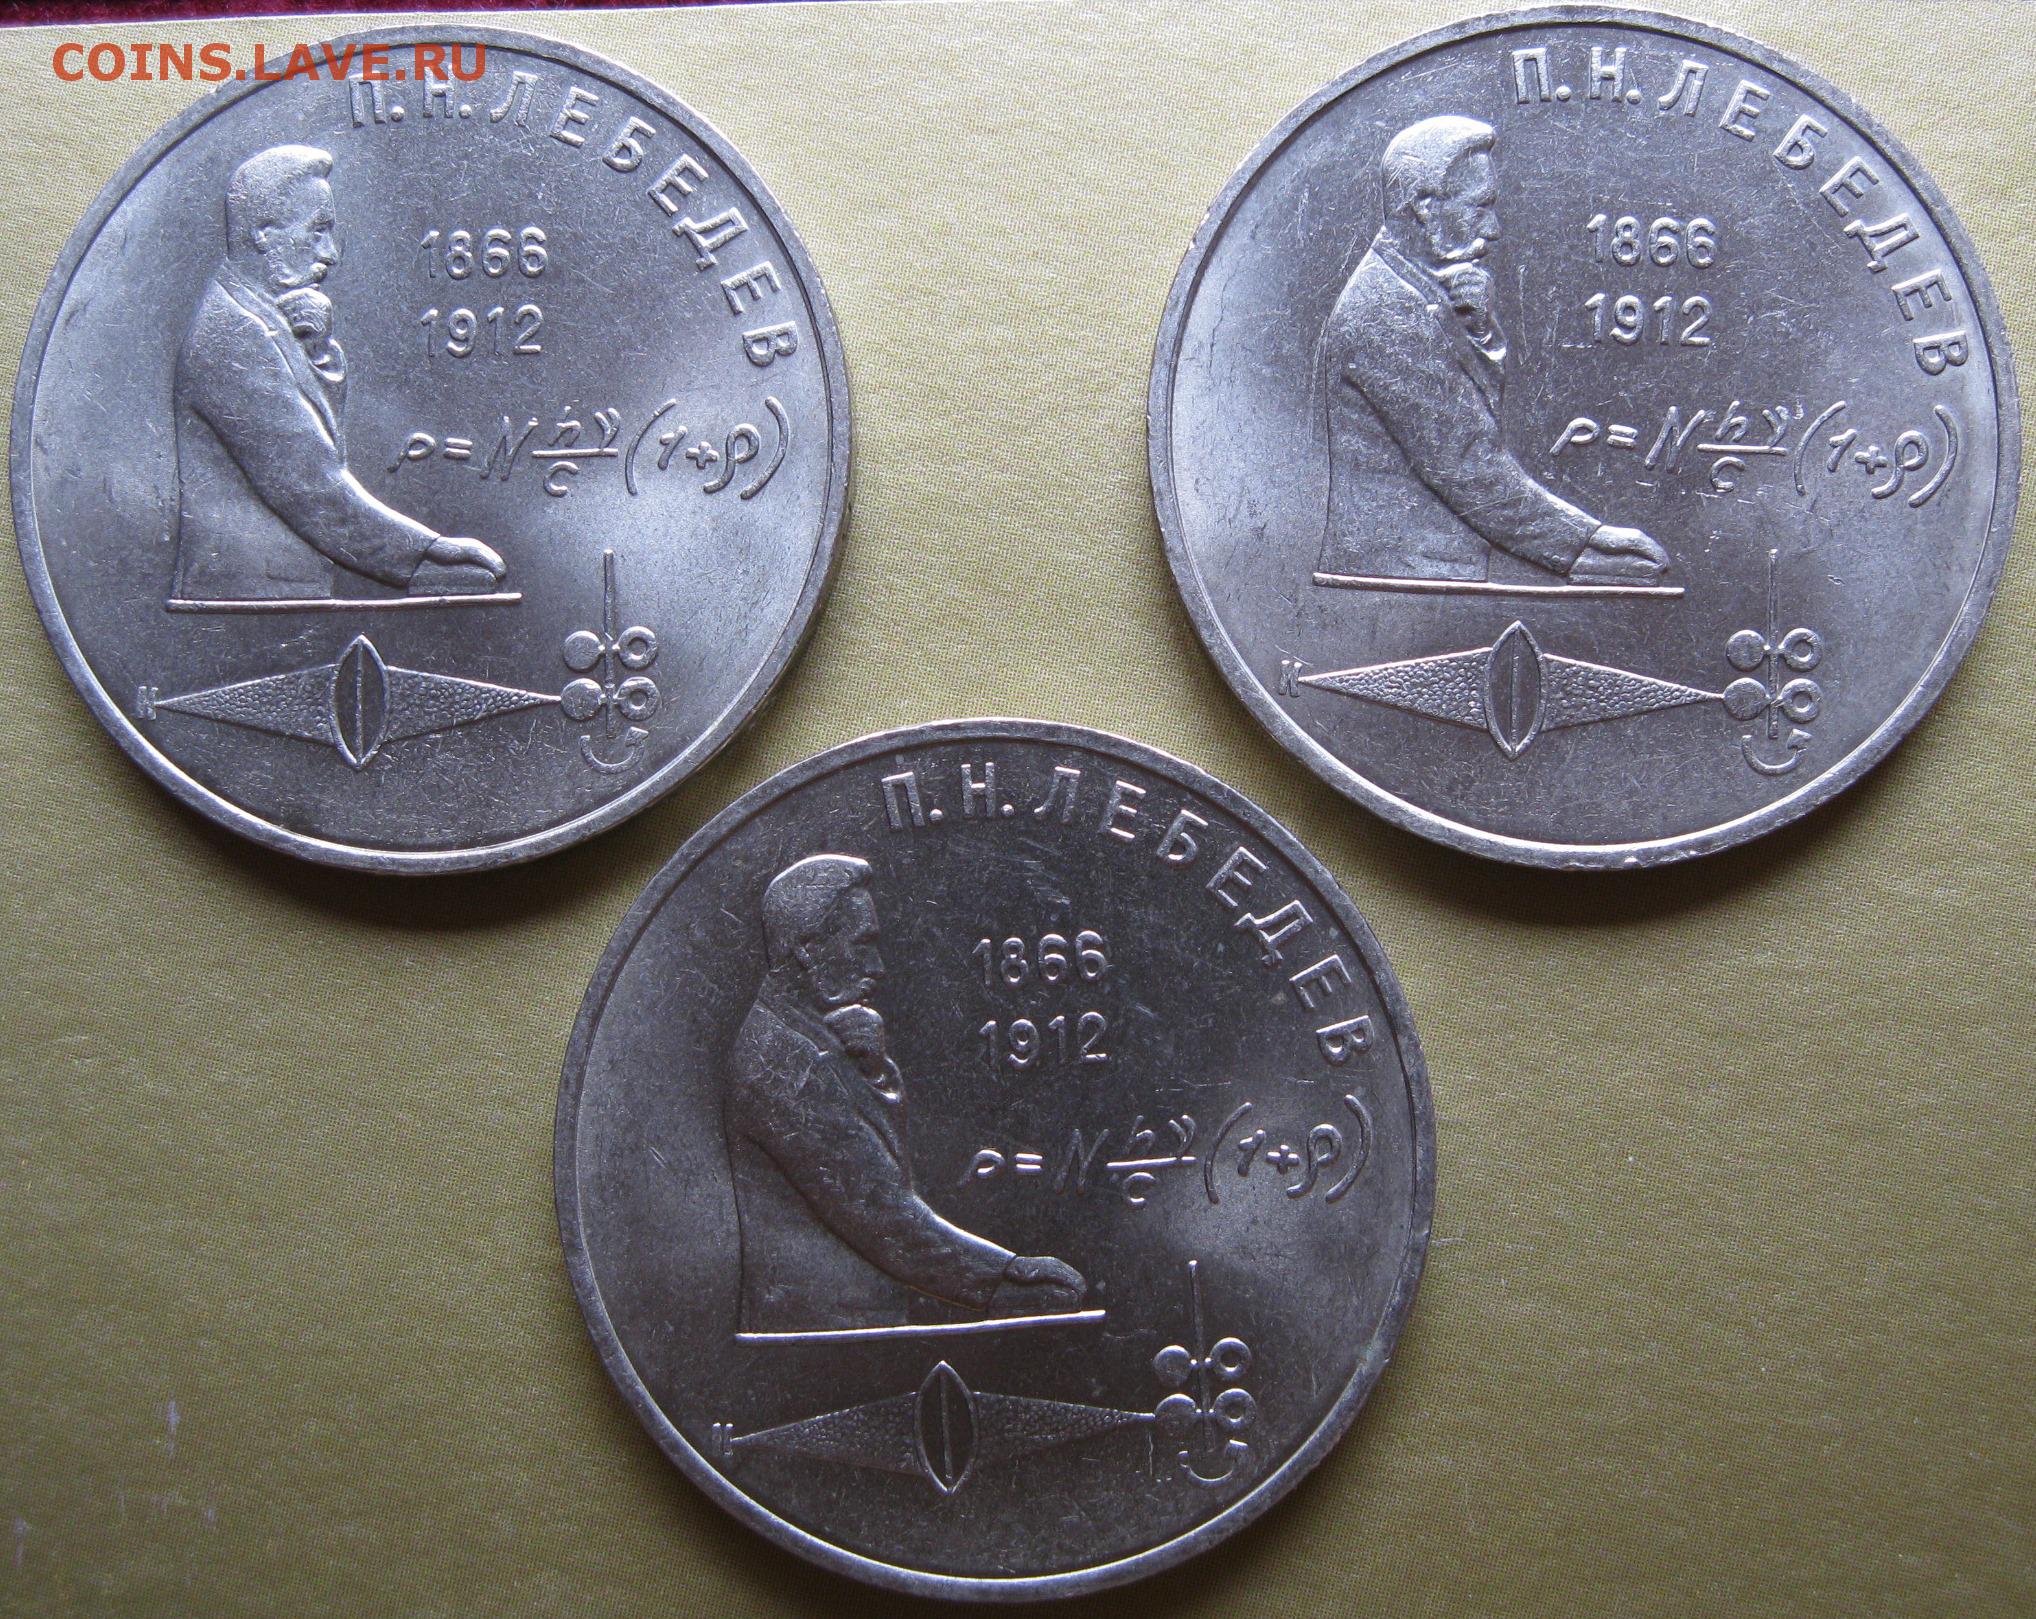 COINS.LAVE.RU
П. Н. ЛЕБЕДЕВ
1866
1912
p = N hν/c (1 + ρ)
И
П. Н. ЛЕБЕДЕВ
1866
1912
p = N hν/c (1 + ρ)
И
П. Н. ЛЕБЕДЕВ
1866
1912
p = N hν/c (1 + ρ)